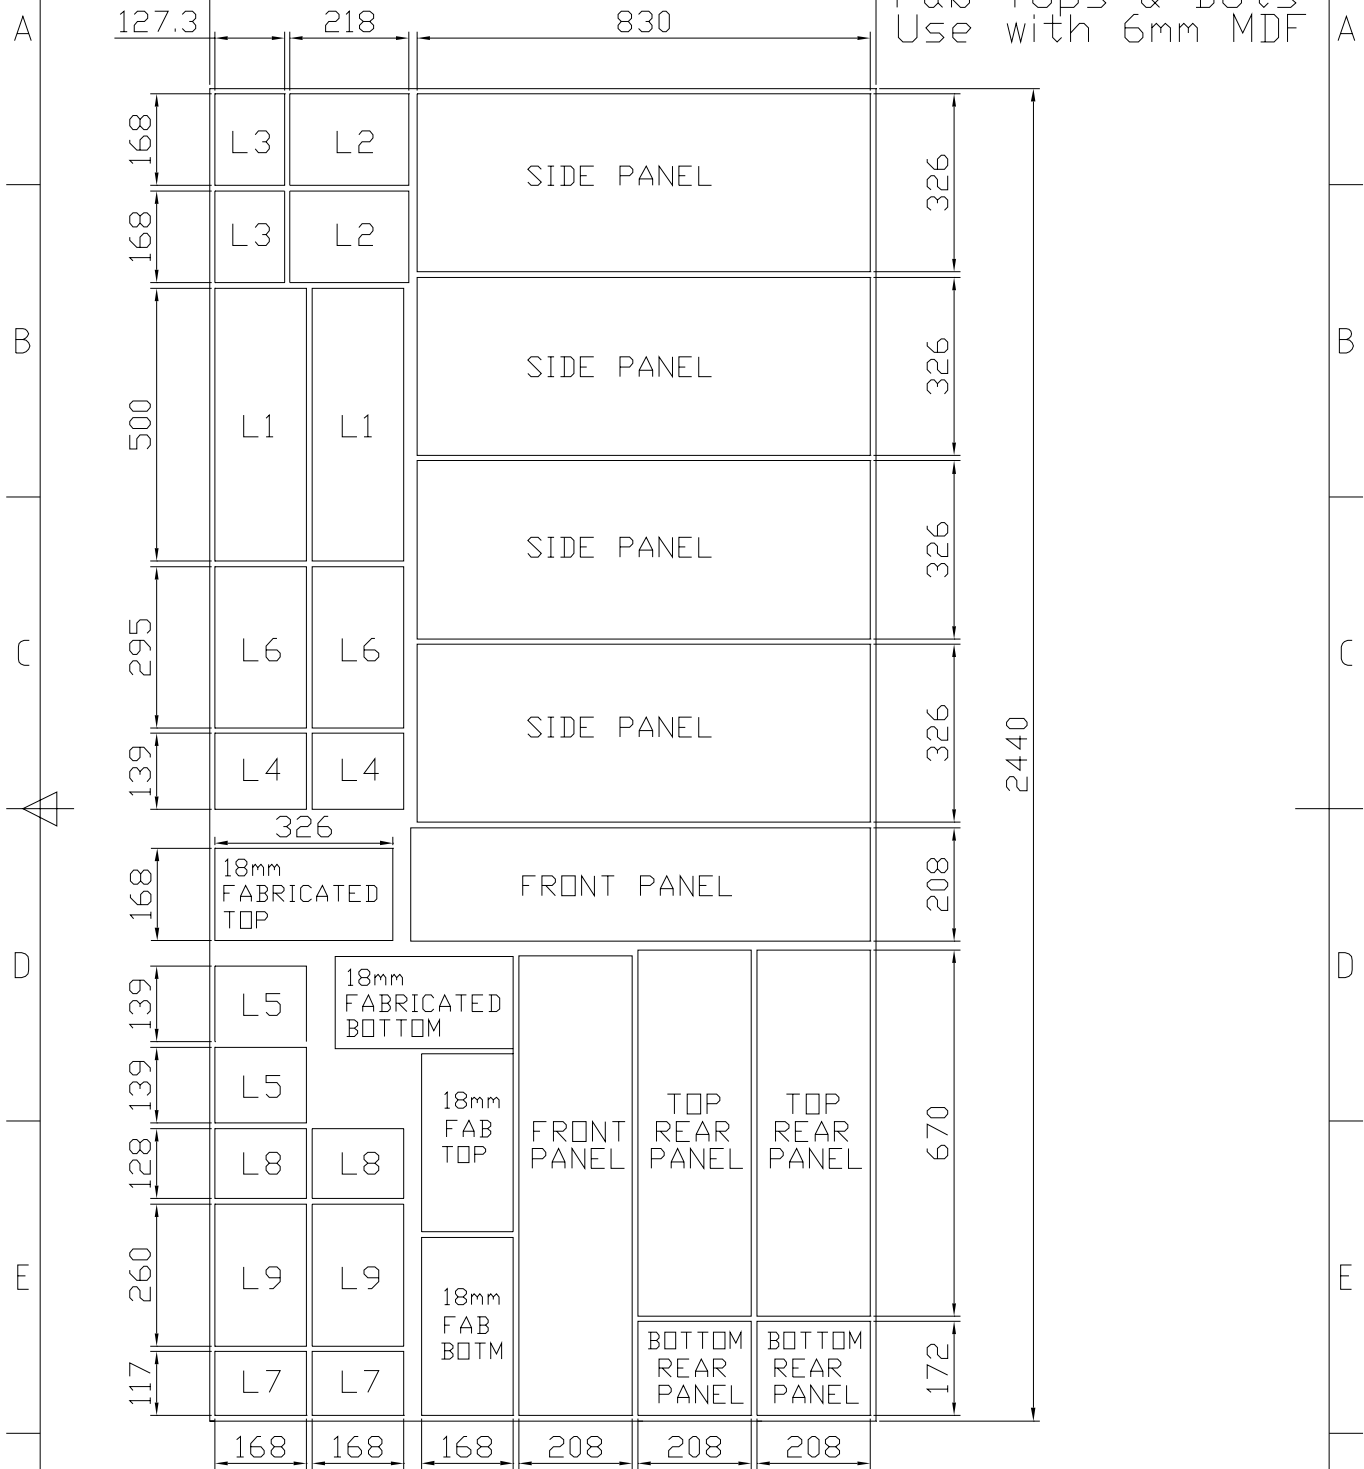 A
127.3
218
830
Fab Tops & Bots
A
Use with 6mm MDF
168
L3
L2
SIDE PANEL
326
168
L3
L2
B
500
L1
L1
SIDE PANEL
326
B
SIDE PANEL
326
C
295
L6
L6
SIDE PANEL
326
2440
C
139
L4
L4
326
168
18mm
FABRICATED
TOP
FRONT PANEL
208
D
139
L5
18mm
FABRICATED
BOTTOM
D
139
L5
18mm
FAB
TOP
FRONT
PANEL
TOP
REAR
PANEL
TOP
REAR
PANEL
670
128
L8
L8
E
260
L9
L9
18mm
FAB
BOTM
E
117
L7
L7
BOTTOM
REAR
PANEL
BOTTOM
REAR
PANEL
172
168
168
168
208
208
208